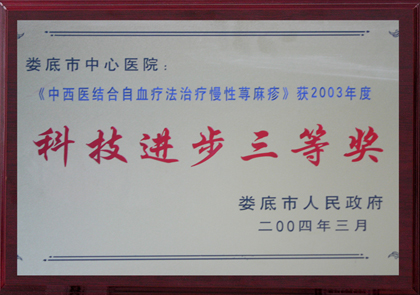 娄底市中心医院：
《中西医结合自血疗法治疗慢性荨麻疹》获2003年度
科技进步三等奖
娄底市人民政府
二00四年三月